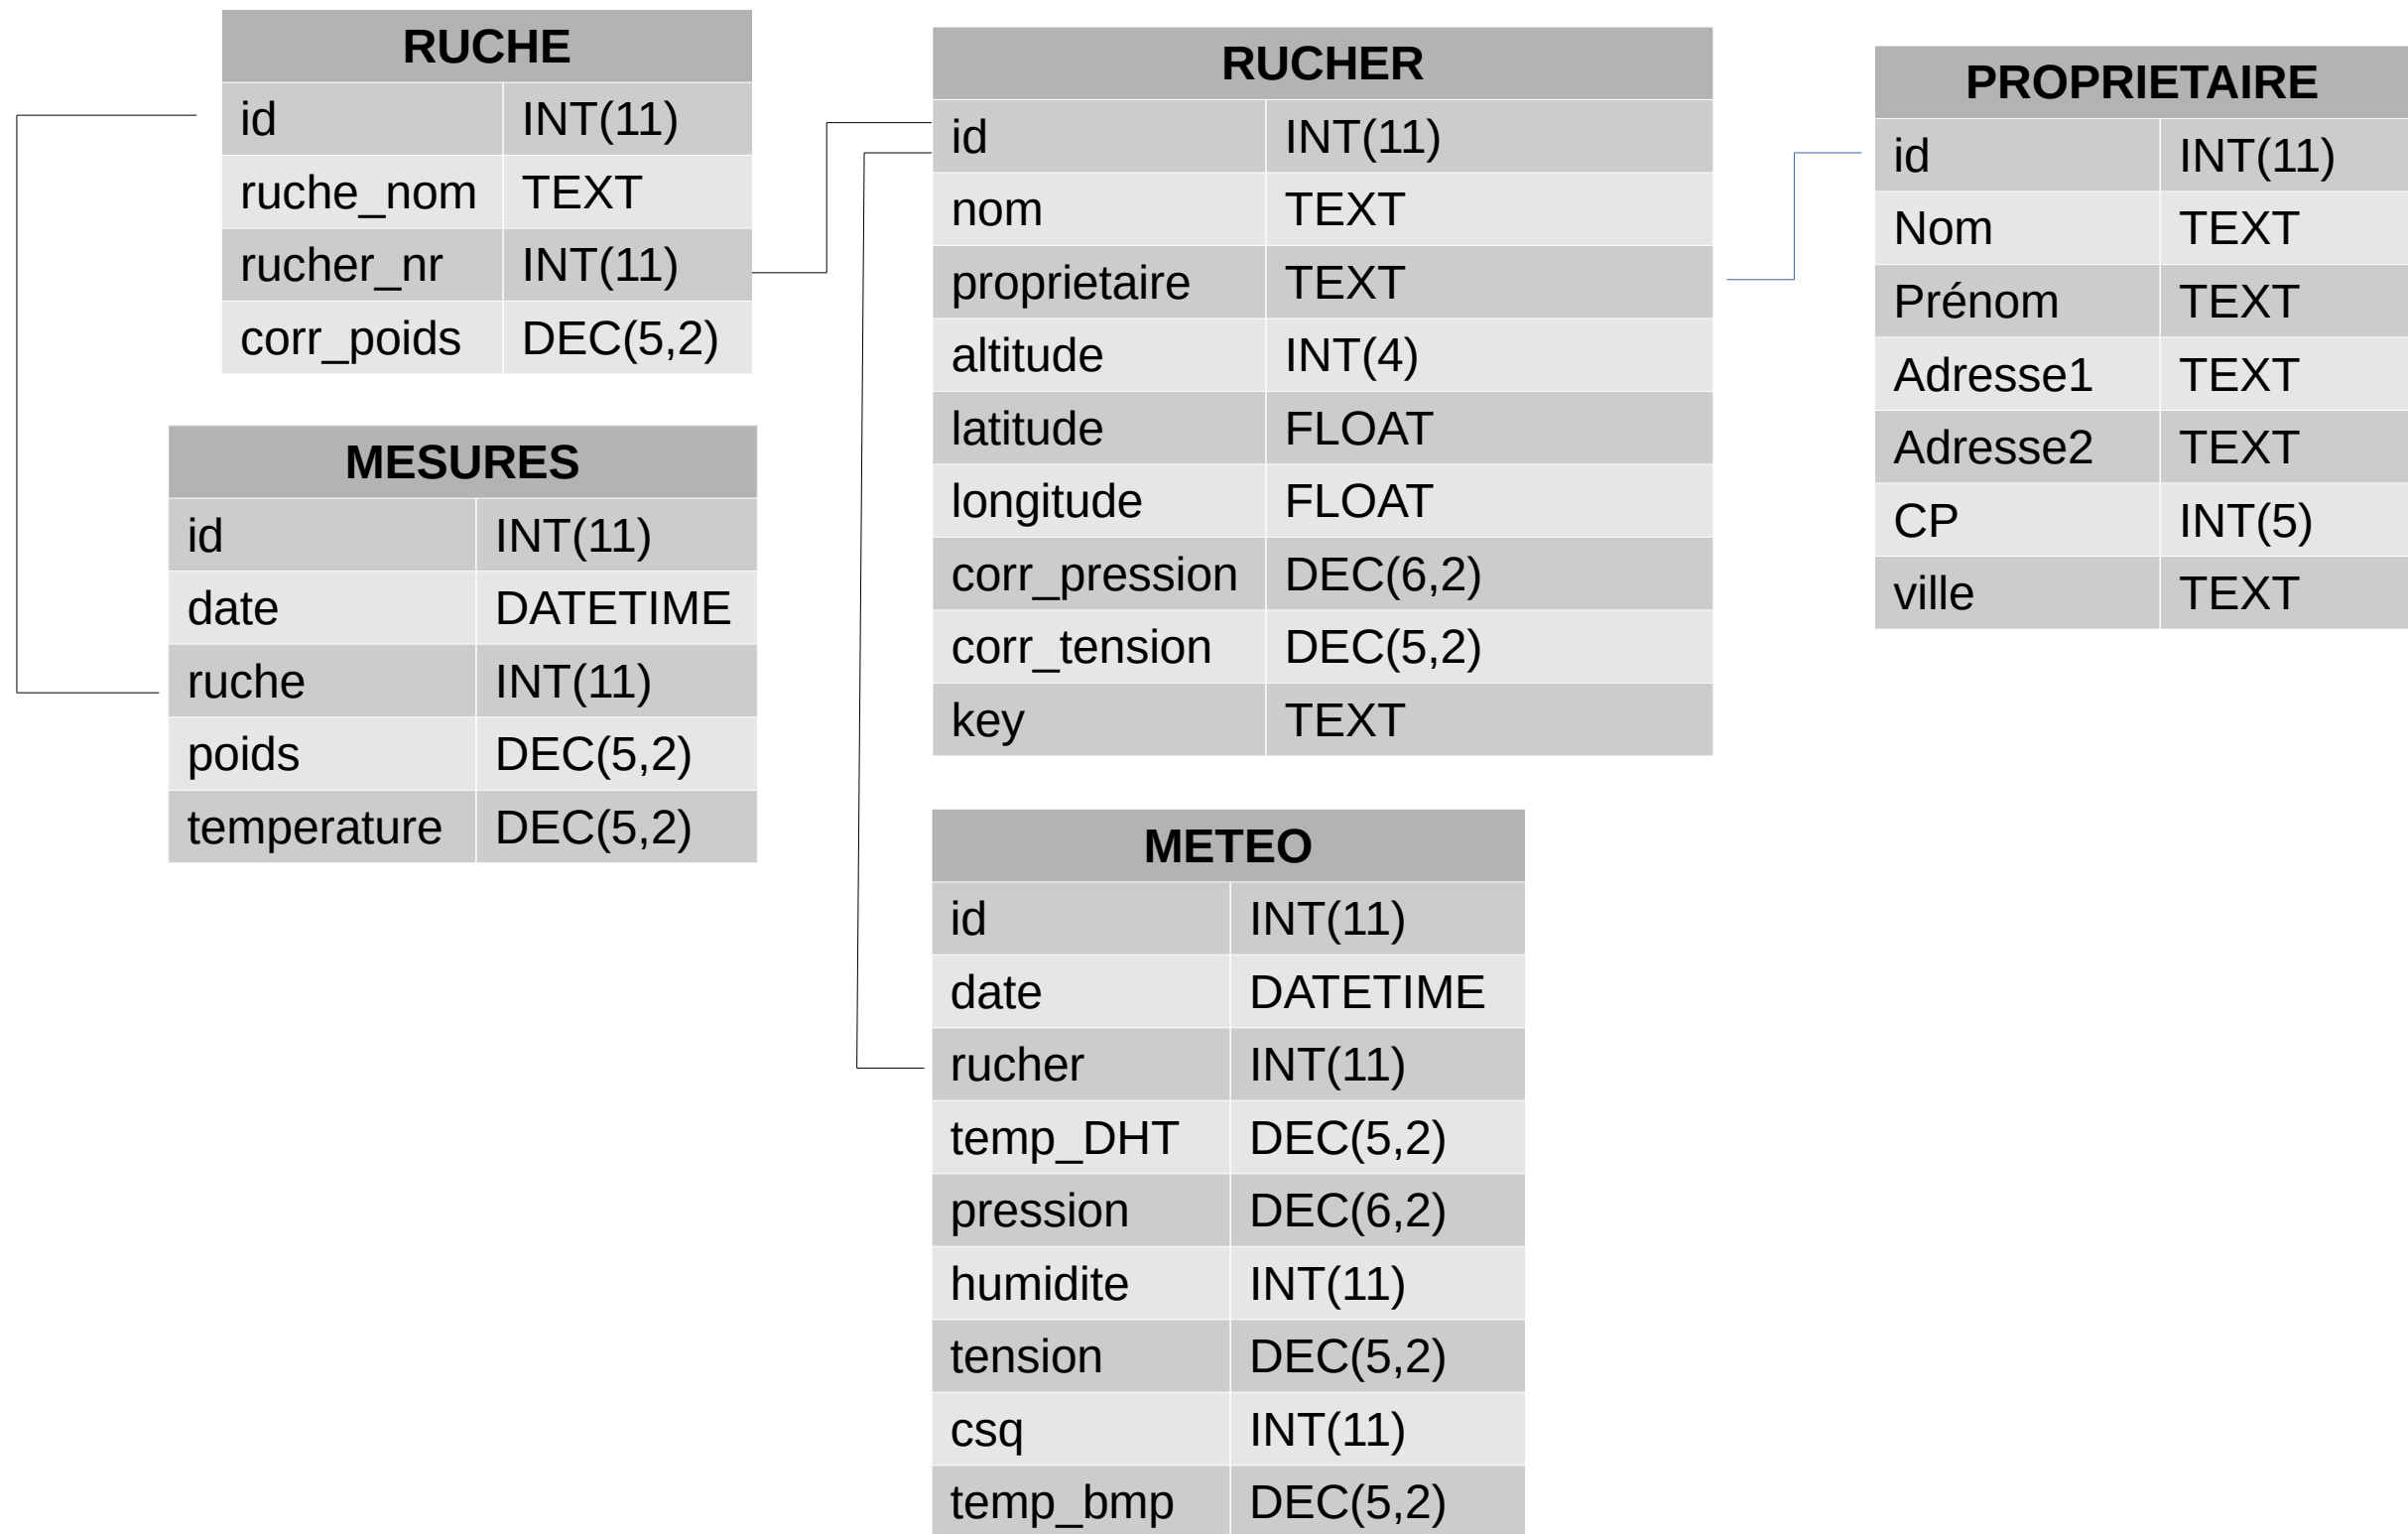 RUCHE
id INT(11)
ruche_nom TEXT
rucher_nr INT(11)
corr_poids DEC(5,2)
MESURES
id INT(11)
date DATETIME
ruche INT(11)
poids DEC(5,2)
temperature DEC(5,2)
RUCHER
id INT(11)
nom TEXT
proprietaire TEXT
altitude INT(4)
latitude FLOAT
longitude FLOAT
corr_pression DEC(6,2)
corr_tension DEC(5,2)
key TEXT
METEO
id INT(11)
date DATETIME
rucher INT(11)
temp_DHT DEC(5,2)
pression DEC(6,2)
humidite INT(11)
tension DEC(5,2)
csq INT(11)
temp_bmp DEC(5,2)
PROPRIETAIRE
id INT(11)
Nom TEXT
Prénom TEXT
Adresse1 TEXT
Adresse2 TEXT
CP INT(5)
ville TEXT